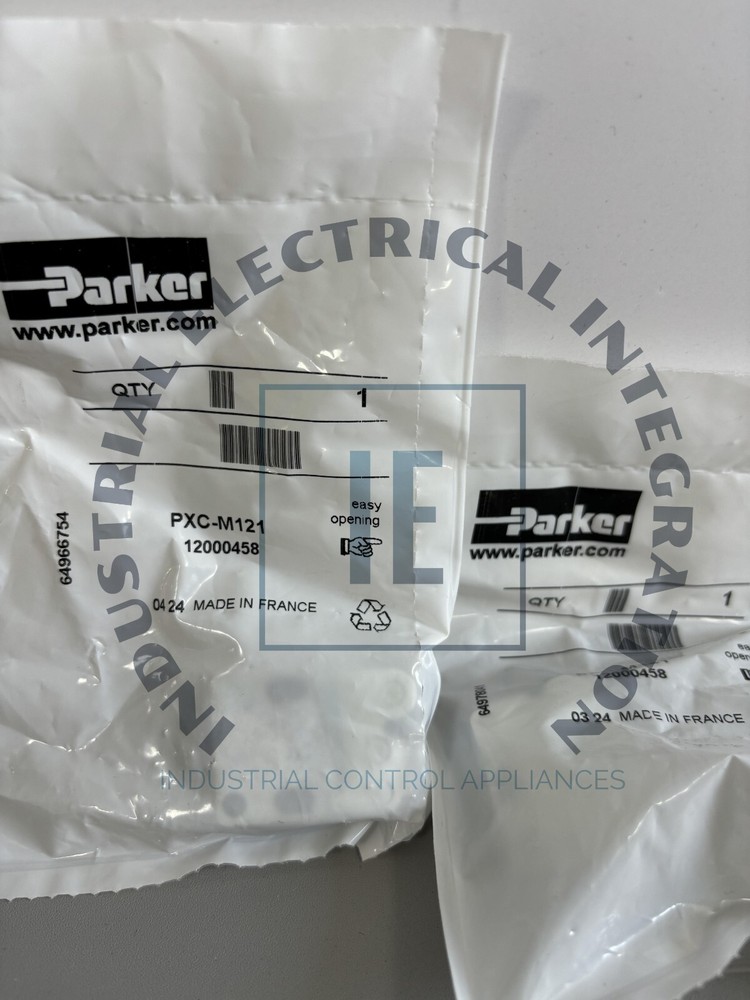 Parker
www.parker.com
QTY 1
PXC-M121
12000458
easy
opening
64966754
04 24 MADE IN FRANCE
Parker
www.parker.com
QTY 1
12000458
03 24 MADE IN FRANCE
INDUSTRIAL ELECTRICAL INTEGRATION
IE
INDUSTRIAL CONTROL APPLIANCES